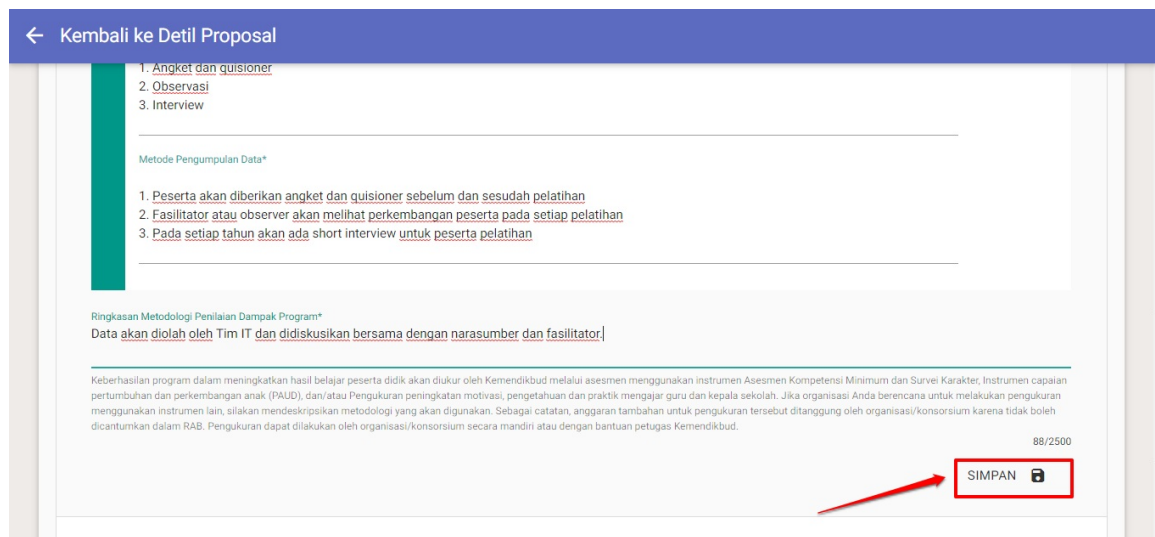 Kembali ke Detil Proposal
1. Angket dan quisioner
2. Observasi
3. Interview
Metode Pengumpulan Data*
1. Peserta akan diberikan angket dan quisioner sebelum dan sesudah pelatihan
2. Fasilitator atau observer akan melihat perkembangan peserta pada setiap pelatihan
3. Pada setiap tahun akan ada short interview untuk peserta pelatihan
Ringkasan Metodologi Penilaian Dampak Program*
Data akan diolah oleh Tim IT dan didiskusikan bersama dengan narasumber dan fasilitator.
Keberhasilan program dalam meningkatkan hasil belajar peserta didik akan diukur oleh Kemendikbud melalui asesmen menggunakan instrumen Asesmen Kompetensi Minimum dan Survei Karakter, Instrumen capaian
pertumbuhan dan perkembangan anak (PAUD), dan/atau Pengukuran peningkatan motivasi, pengetahuan dan praktik mengajar guru dan kepala sekolah. Jika organisasi Anda berencana untuk melakukan pengukuran
menggunakan instrumen lain, silakan mendeskripsikan metodologi yang akan digunakan. Sebagai catatan, anggaran tambahan untuk pengukuran tersebut ditanggung oleh organisasi/konsorsium karena tidak boleh
dicantumkan dalam RAB. Pengukuran dapat dilakukan oleh organisasi/konsorsium secara mandiri atau dengan bantuan petugas Kemendikbud.
88/2500
SIMPAN